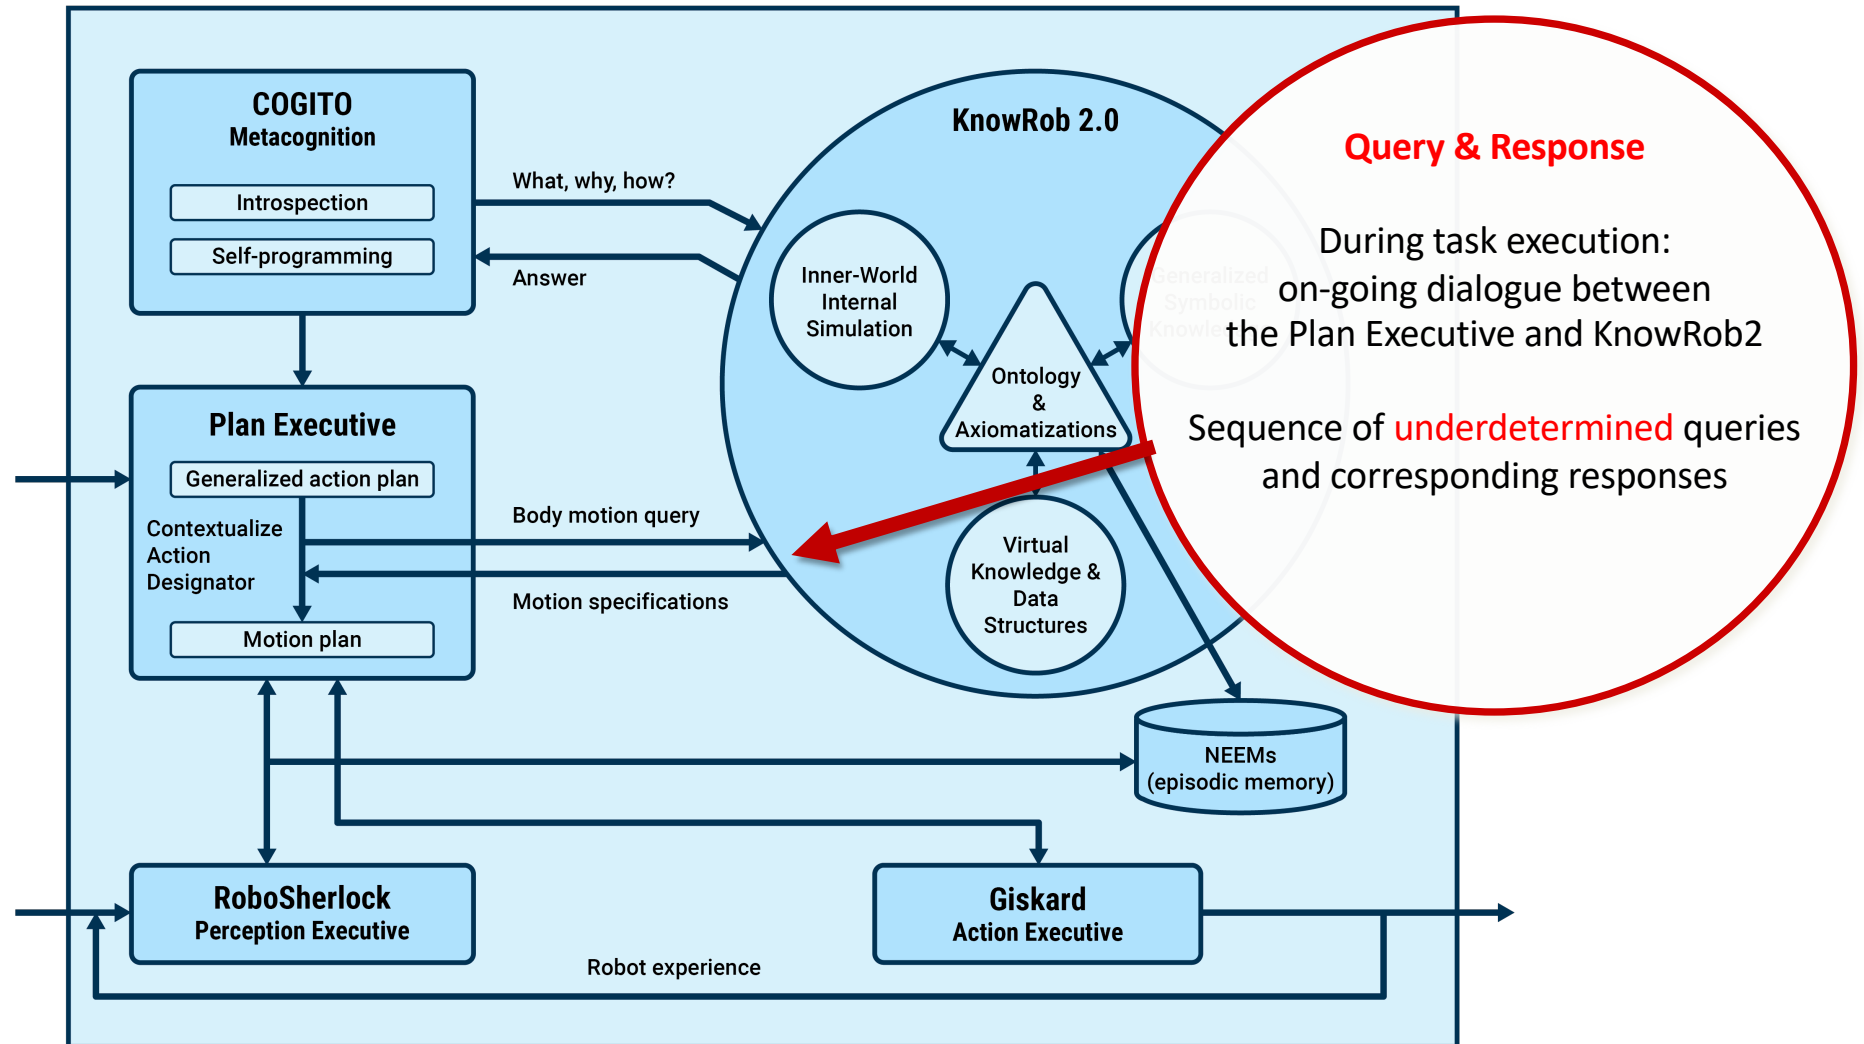 COGITO
Metacognition
Introspection
Self-programming
What, why, how?
Answer
KnowRob 2.0
Inner-World
Internal
Simulation
Generalized
Symbolic
Ontology
&
Axiomatizations
Virtual
Knowledge &
Data
Structures
Query & Response
During task execution:
on-going dialogue between
the Plan Executive and KnowRob2
Sequence of underdetermined queries
and corresponding responses
Plan Executive
Generalized action plan
Contextualize
Action
Designator
Motion plan
Body motion query
Motion specifications
NEEMs
(episodic memory)
RoboSherlock
Perception Executive
Giskard
Action Executive
Robot experience